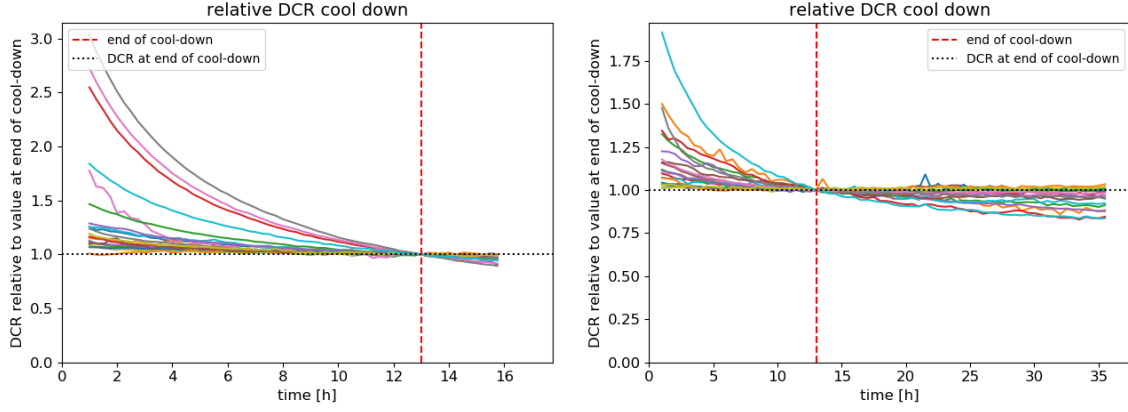 relative DCR cool down
end of cool-down
DCR at end of cool-down
DCR relative to value at end of cool-down
3.0
2.5
2.0
1.5
1.0
0.5
0.0
0 2 4 6 8 10 12 14 16
time [h]
relative DCR cool down
end of cool-down
DCR at end of cool-down
DCR relative to value at end of cool-down
1.75
1.50
1.25
1.00
0.75
0.50
0.25
0.00
0 5 10 15 20 25 30 35
time [h]